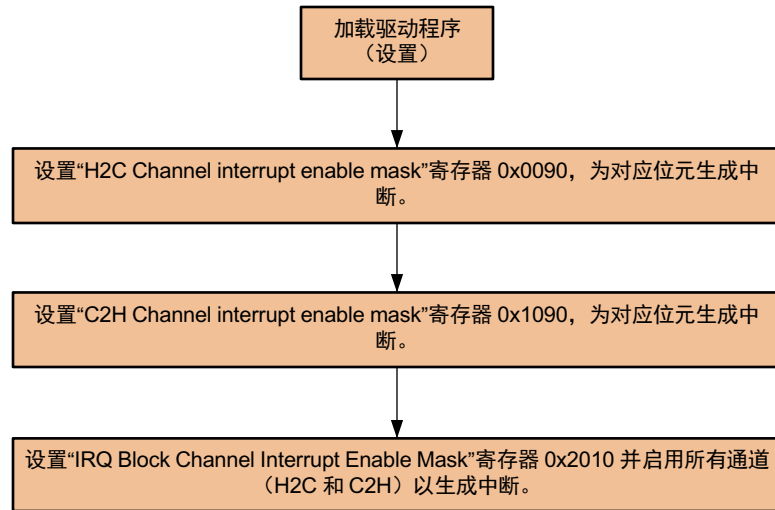 加载驱动程序
（设置）
设置“H2C Channel interrupt enable mask”寄存器 0x0090，为对应位元生成中
断。
设置“C2H Channel interrupt enable mask”寄存器 0x1090，为对应位元生成中
断。
设置“IRQ Block Channel Interrupt Enable Mask”寄存器 0x2010 并启用所有通道
（H2C 和 C2H）以生成中断。